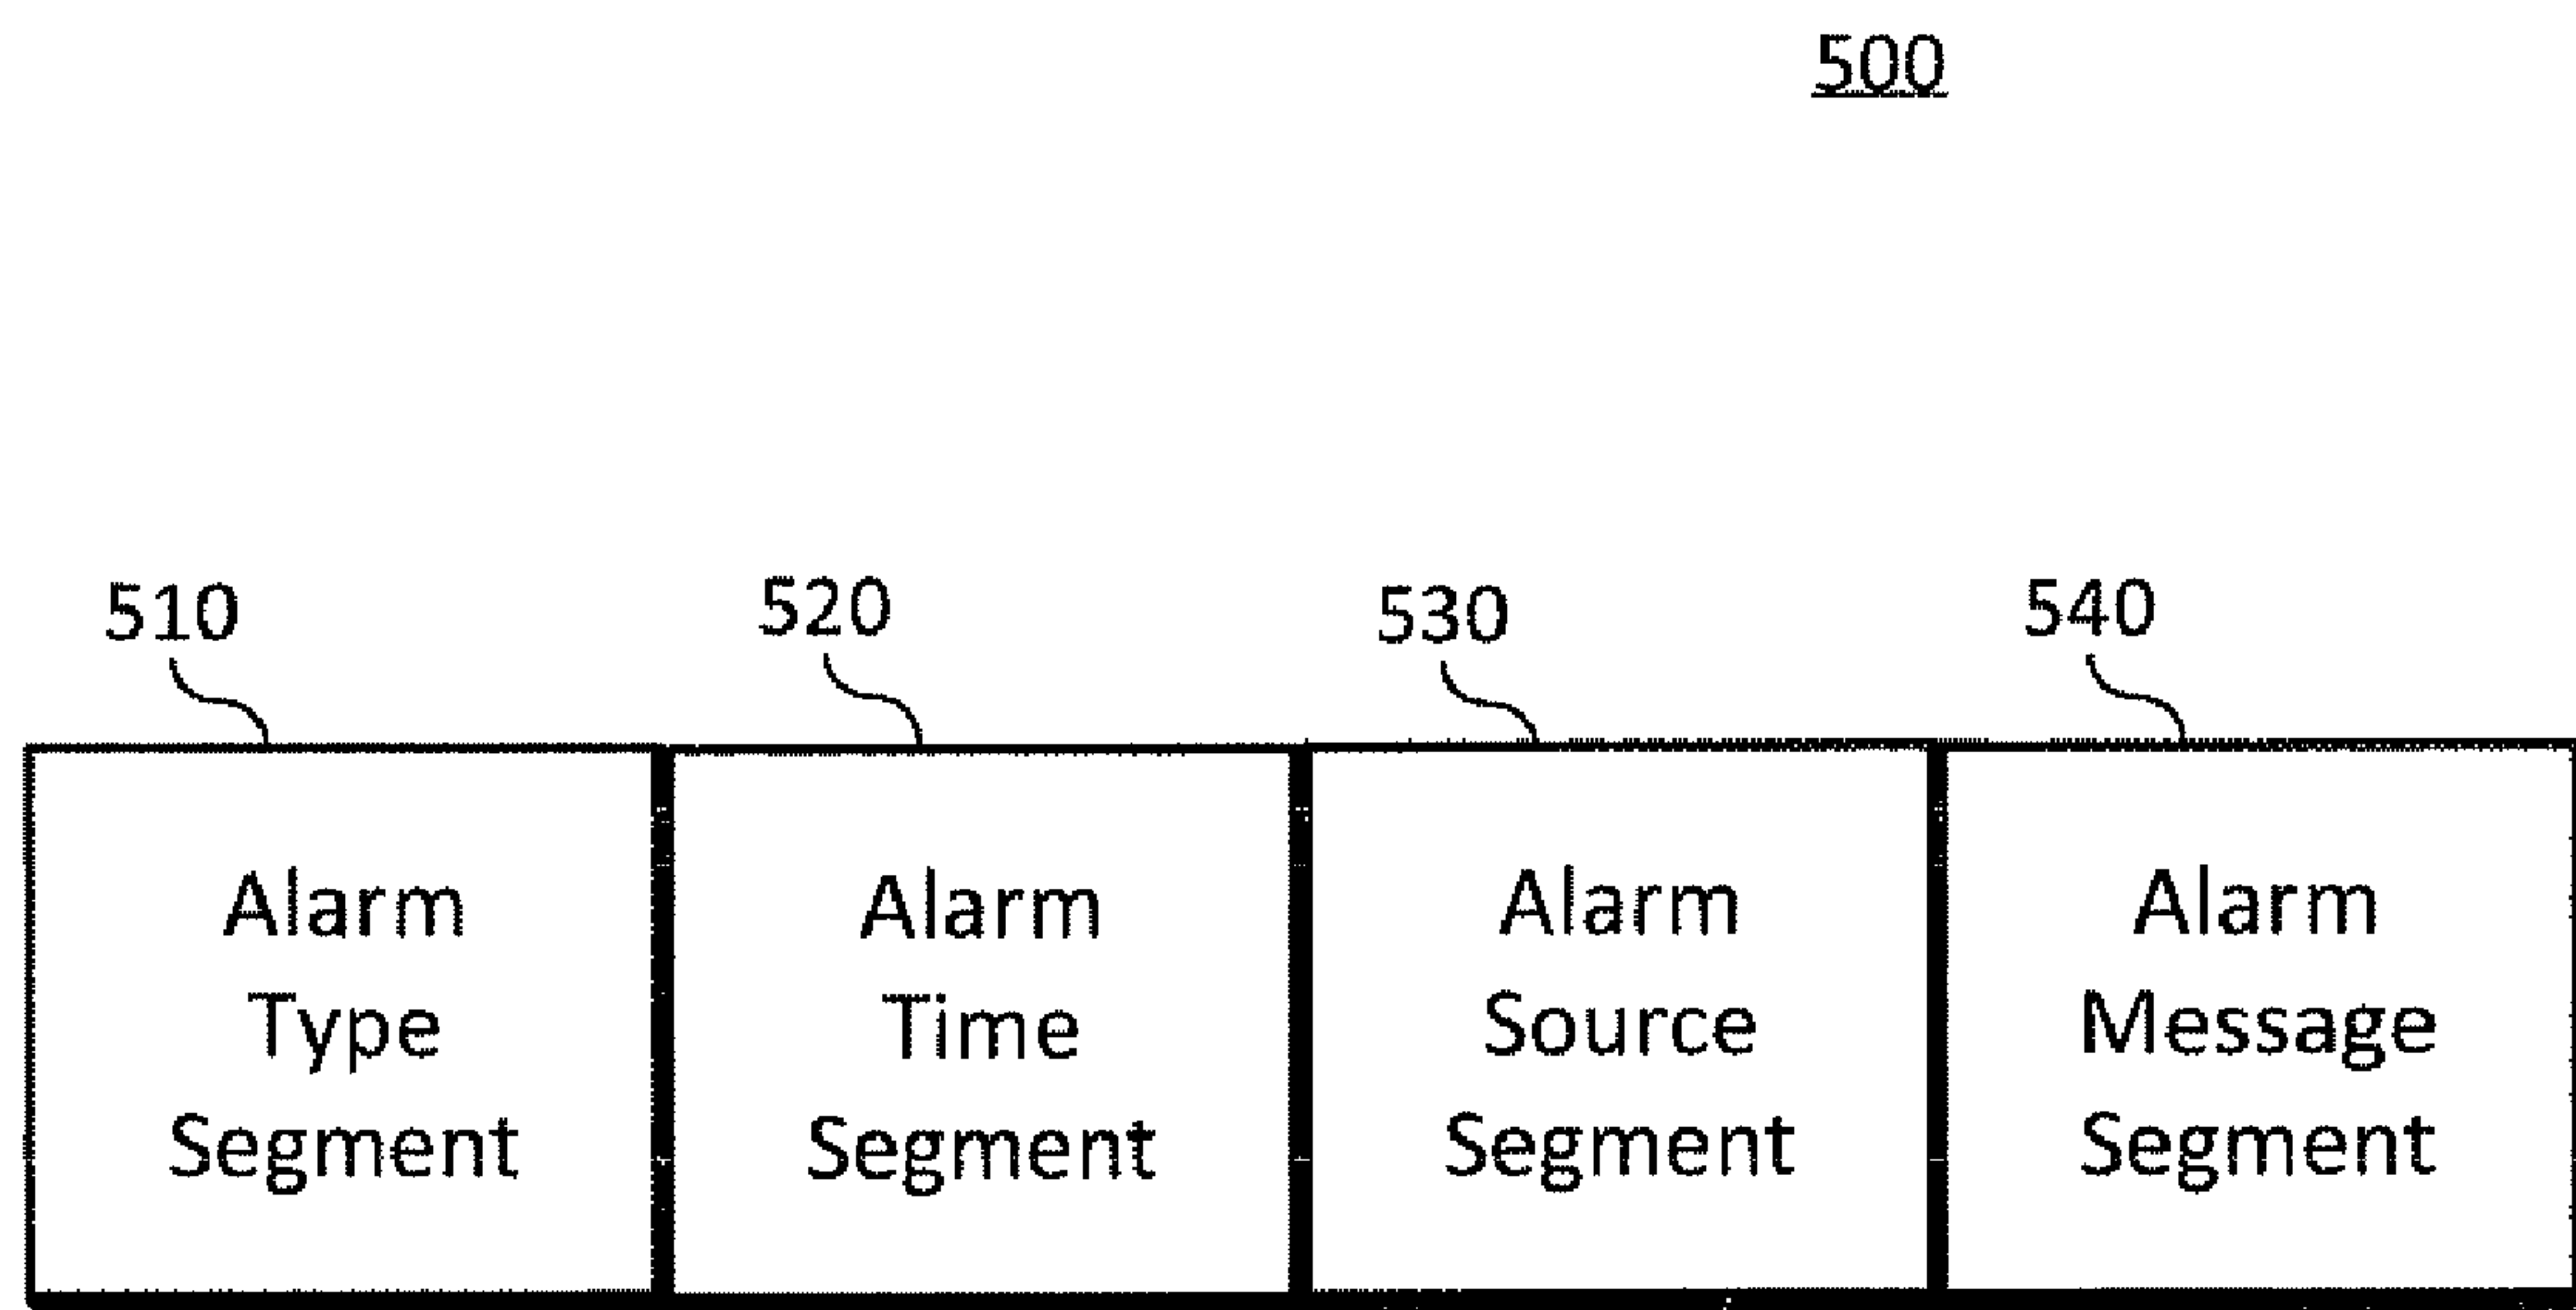 500
510
520
530
540
Alarm
Type
Segment
Alarm
Time
Segment
Alarm
Source
Segment
Alarm
Message
Segment